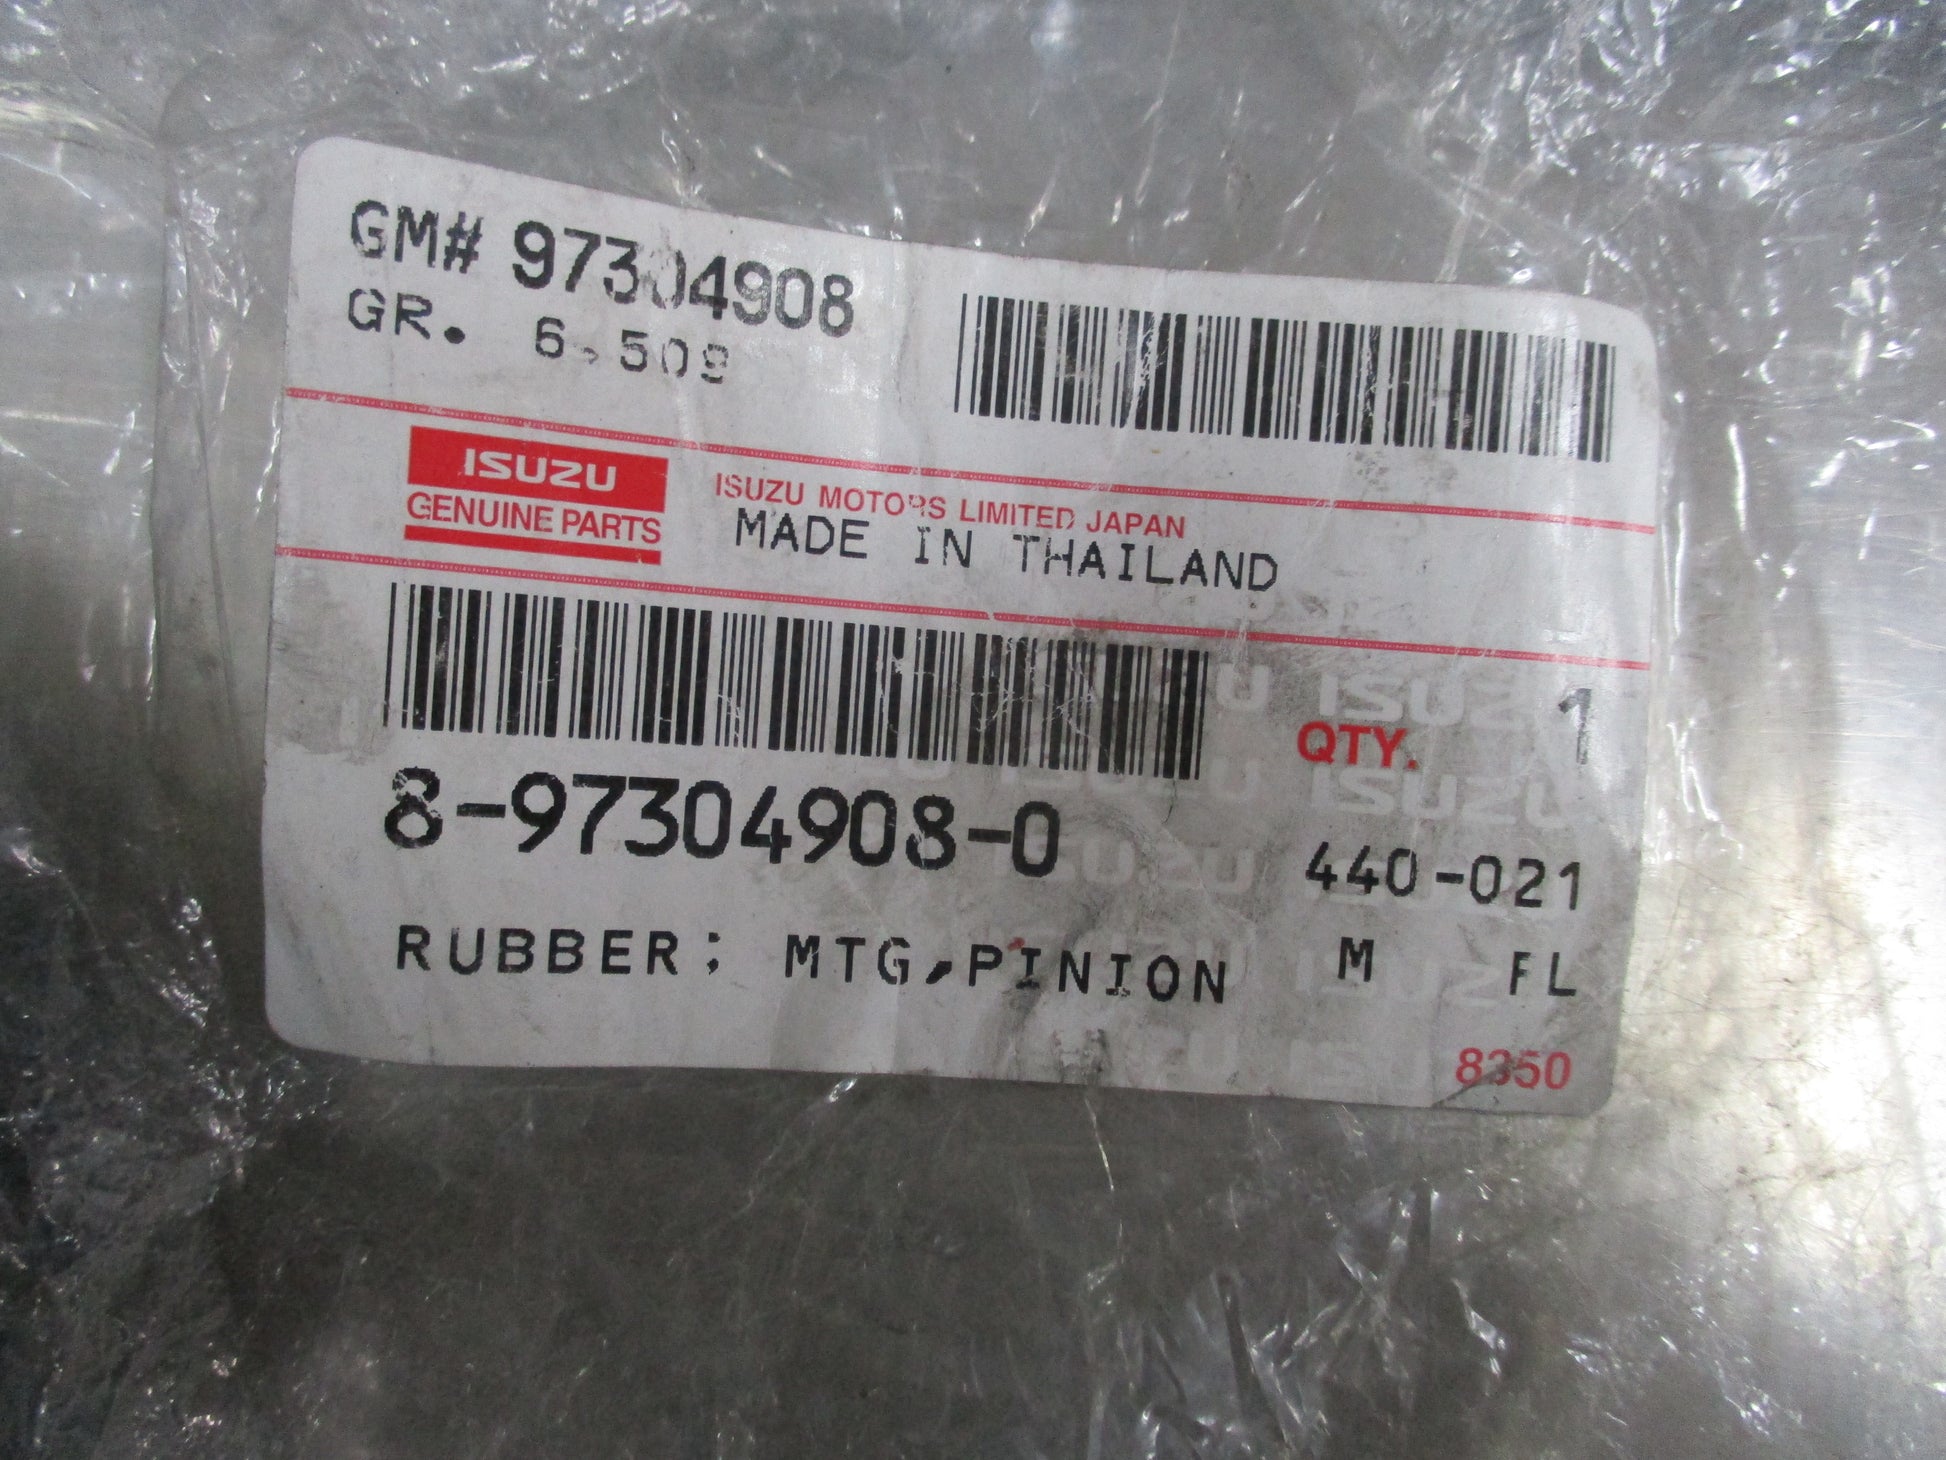 GM# 97304908
GR. 6.509
ISUZU
GENUINE PARTS
ISUZU MOTORS LIMITED JAPAN
MADE IN THAILAND
QTY. 1
8-97304908-0
440-021
RUBBER; MTG,PINION
M FL
8350